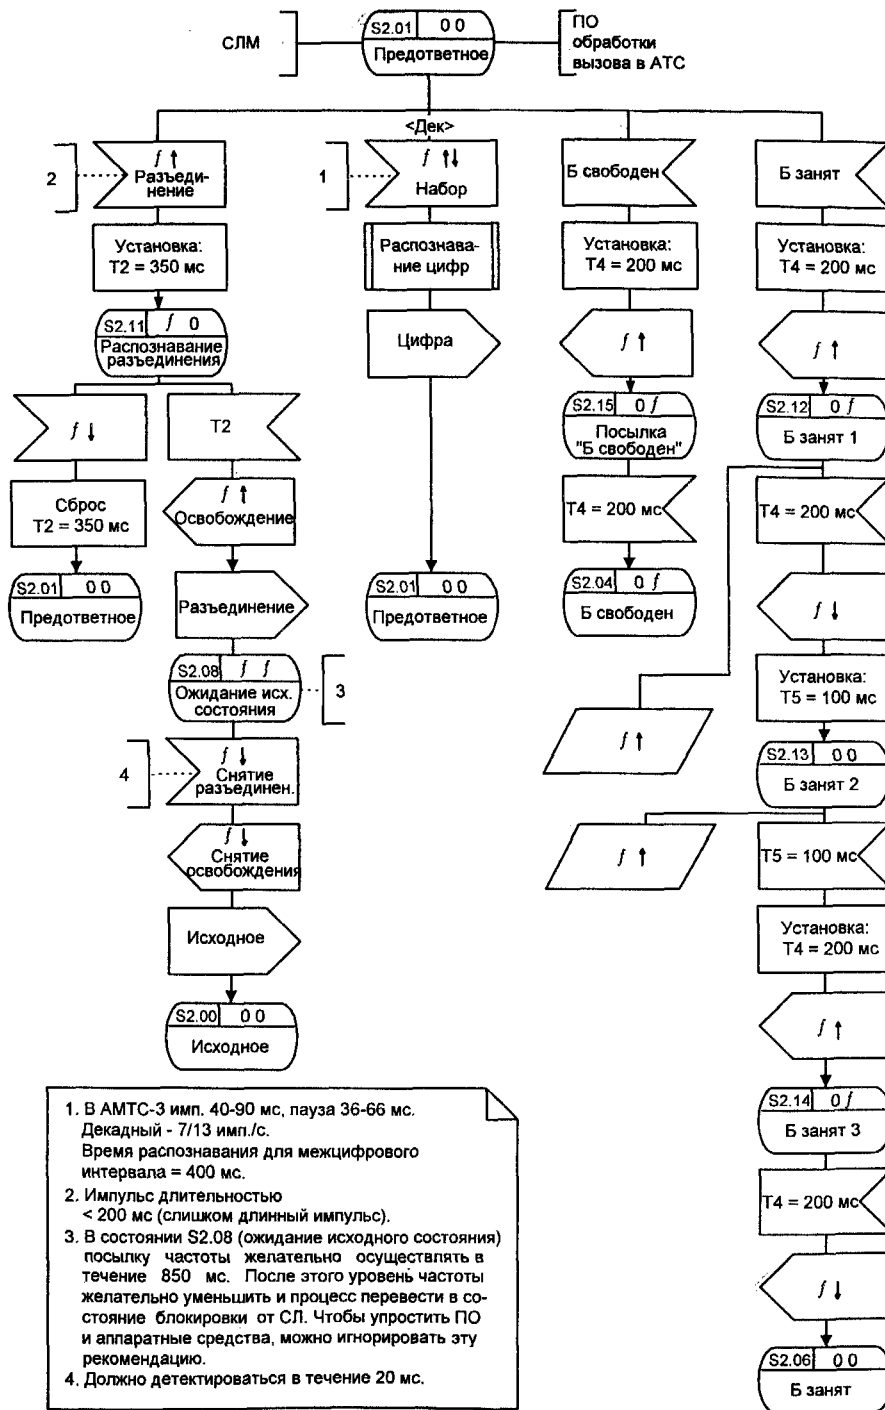 СЛМ
S2.01 0 0
Предответное
ПО
обработки
вызова в АТС
<Дек>
2
f ↑
Разъеди-
нение
Установка:
T2 = 350 мс
S2.11 f 0
Распознавание
разъединения
f ↓
Сброс
T2 = 350 мс
S2.01 0 0
Предответное
T2
f ↑
Освобождение
Разъединение
S2.08 f f
Ожидание исх.
состояния
3
4
f ↓
Снятие
разъединен.
f ↓
Снятие
освобождения
Исходное
S2.00 0 0
Исходное
1
f ↑↓
Набор
Распознава-
ние цифр
Цифра
S2.01 0 0
Предответное
Б свободен
Установка:
T4 = 200 мс
f ↑
S2.15 0 f
Посылка
"Б свободен"
T4 = 200 мс
S2.04 0 f
Б свободен
Б занят
Установка:
T4 = 200 мс
f ↑
S2.12 0 f
Б занят 1
T4 = 200 мс
f ↓
Установка:
T5 = 100 мс
f ↑
S2.13 0 0
Б занят 2
f ↑
T5 = 100 мс
Установка:
T4 = 200 мс
f ↑
S2.14 0 f
Б занят 3
T4 = 200 мс
f ↓
S2.06 0 0
Б занят
1. В АМТС-3 имп. 40-90 мс, пауза 36-66 мс.
Декадный - 7/13 имп./с.
Время распознавания для межцифрового
интервала = 400 мс.
2. Импульс длительностью
< 200 мс (слишком длинный импульс).
3. В состоянии S2.08 (ожидание исходного состояния)
посылку частоты желательно осуществлять в
течение 850 мс. После этого уровень частоты
желательно уменьшить и процесс перевести в со-
стояние блокировки от СЛ. Чтобы упростить ПО
и аппаратные средства, можно игнорировать эту
рекомендацию.
4. Должно детектироваться в течение 20 мс.